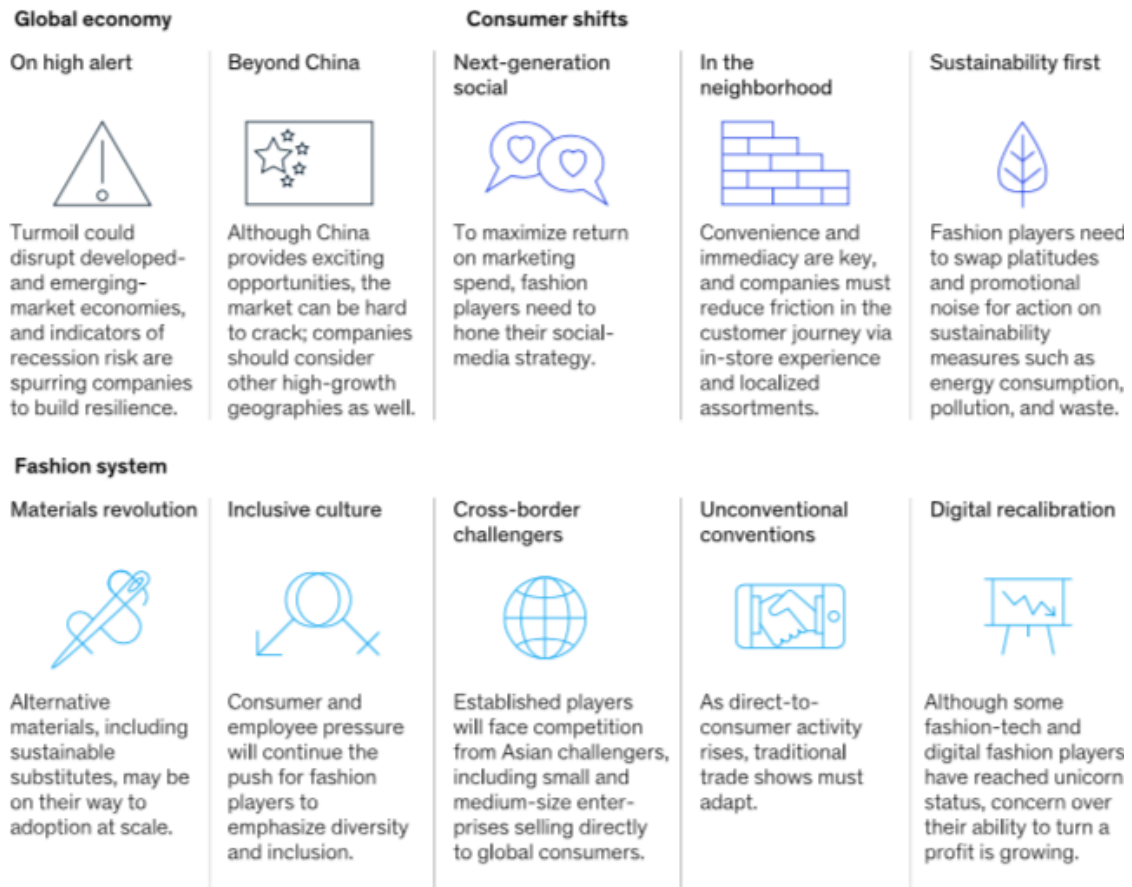 Global economy
Consumer shifts
On high alert
Turmoil could
disrupt developed-
and emerging-
market economies,
and indicators of
recession risk are
spurring companies
to build resilience.
Beyond China
Although China
provides exciting
opportunities, the
market can be hard
to crack; companies
should consider
other high-growth
geographies as well.
Next-generation
social
To maximize return
on marketing
spend, fashion
players need to
hone their social-
media strategy.
In the
neighborhood
Convenience and
immediacy are key,
and companies must
reduce friction in the
customer journey via
in-store experience
and localized
assortments.
Sustainability first
Fashion players need
to swap platitudes
and promotional
noise for action on
sustainability
measures such as
energy consumption,
pollution, and waste.
Fashion system
Materials revolution
Alternative
materials, including
sustainable
substitutes, may be
on their way to
adoption at scale.
Inclusive culture
Consumer and
employee pressure
will continue the
push for fashion
players to
emphasize diversity
and inclusion.
Cross-border
challengers
Established players
will face competition
from Asian challengers,
including small and
medium-size enter-
prises selling directly
to global consumers.
Unconventional
conventions
As direct-to-
consumer activity
rises, traditional
trade shows must
adapt.
Digital recalibration
Although some
fashion-tech and
digital fashion players
have reached unicorn
status, concern over
their ability to turn a
profit is growing.